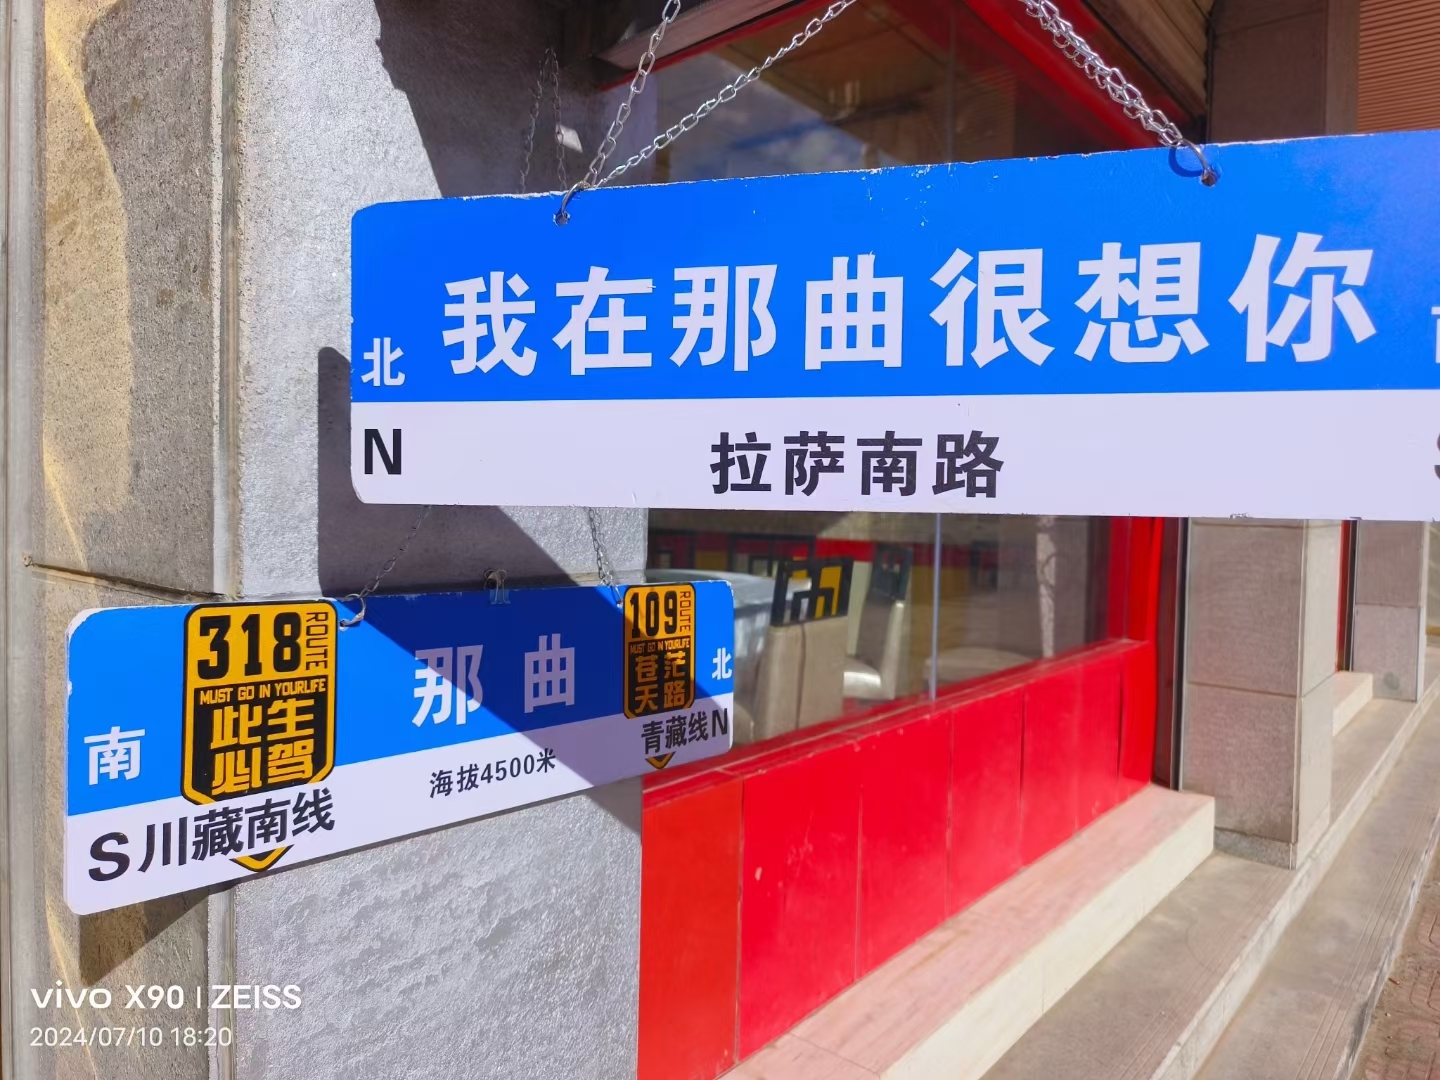 我在那曲很想你
北
N
拉萨南路
318
ROUTE
MUST GO IN YOURLIFE
此生
必驾
南
S
川藏南线
那曲
海拔4500米
109
ROUTE
MUST GO IN YOURLIFE
苍茫
天路
北
青藏线N
vivo X90 | ZEISS
2024/07/10 18:20